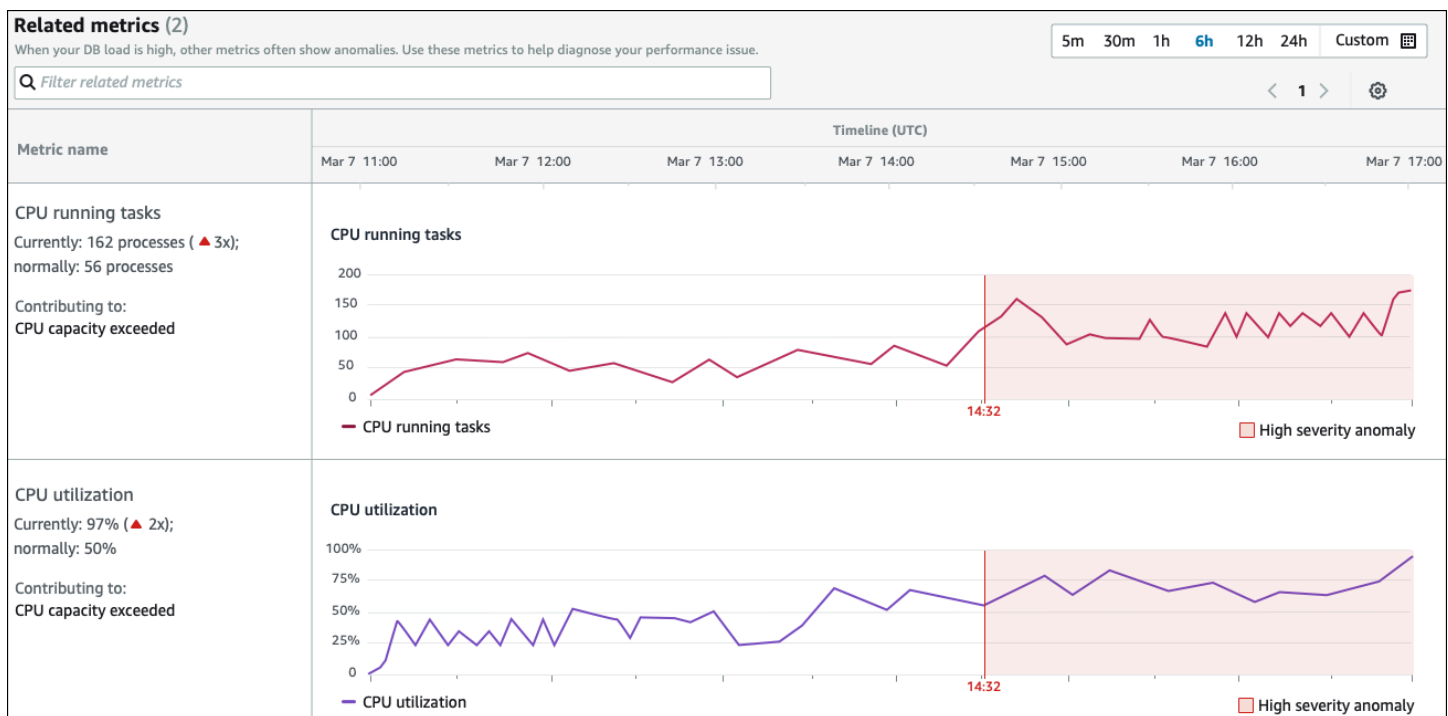 Related metrics (2)
When your DB load is high, other metrics often show anomalies. Use these metrics to help diagnose your performance issue.
5m 30m 1h 6h 12h 24h Custom
Filter related metrics
1
Metric name
Timeline (UTC)
Mar 7 11:00 Mar 7 12:00 Mar 7 13:00 Mar 7 14:00 Mar 7 15:00 Mar 7 16:00 Mar 7 17:00
CPU running tasks
Currently: 162 processes ( ▲ 3x);
normally: 56 processes
Contributing to:
CPU capacity exceeded
CPU running tasks
200
150
100
50
0
14:32
CPU running tasks
High severity anomaly
CPU utilization
Currently: 97% (▲ 2x);
normally: 50%
Contributing to:
CPU capacity exceeded
CPU utilization
100%
75%
50%
25%
0
14:32
CPU utilization
High severity anomaly